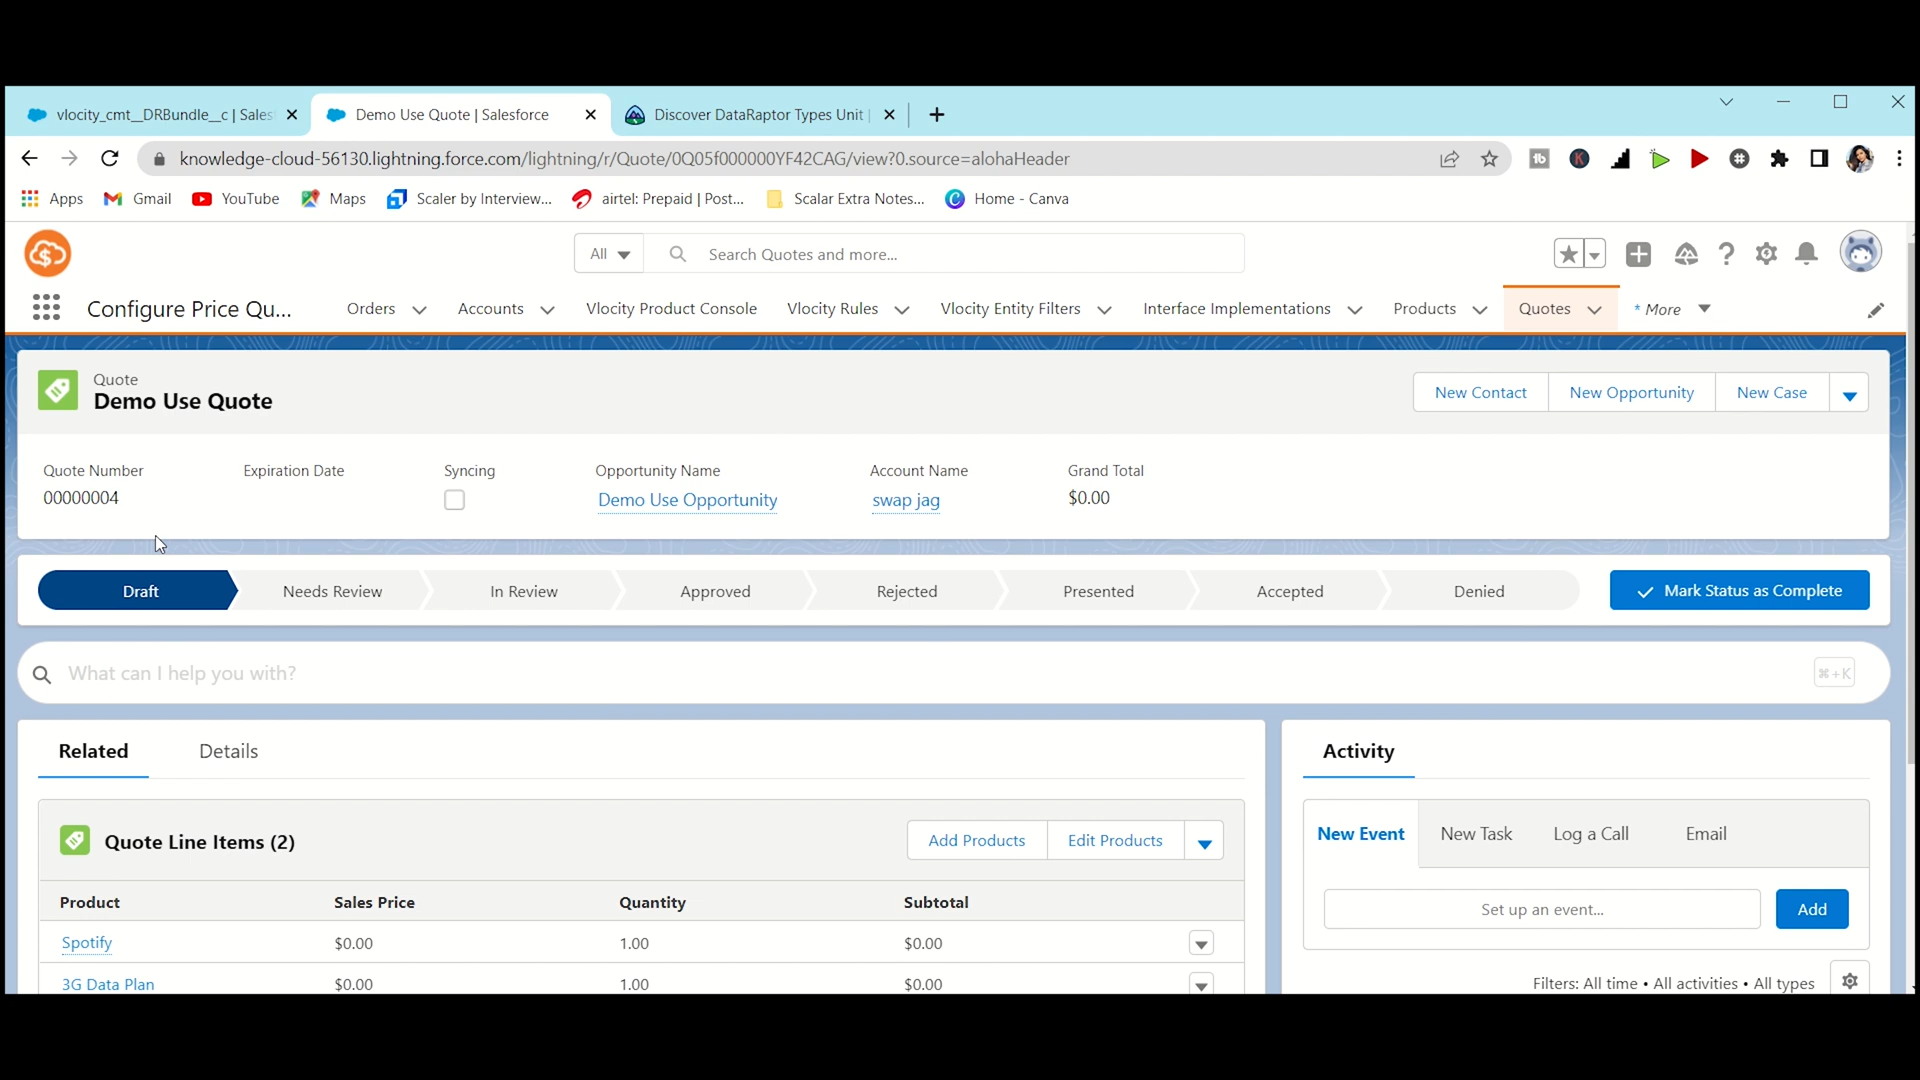 vlocity_cmt__DRBundle__c | Sales
Demo Use Quote | Salesforce
Discover DataRaptor Types Unit |
knowledge-cloud-56130.lightning.force.com/lightning/r/Quote/0Q05f000000YF42CAG/view?0.source=alohaHeader
Apps
Gmail
YouTube
Maps
Scaler by Interview...
airtel: Prepaid | Post...
Scalar Extra Notes...
Home - Canva
All
Search Quotes and more...
Configure Price Qu...
Orders
Accounts
Vlocity Product Console
Vlocity Rules
Vlocity Entity Filters
Interface Implementations
Products
Quotes
* More
Quote
Demo Use Quote
New Contact
New Opportunity
New Case
Quote Number
Expiration Date
Syncing
Opportunity Name
Account Name
Grand Total
00000004
Demo Use Opportunity
swap jag
$0.00
Draft
Needs Review
In Review
Approved
Rejected
Presented
Accepted
Denied
Mark Status as Complete
What can I help you with?
⌘+K
Related
Details
Activity
Quote Line Items (2)
Add Products
Edit Products
New Event
New Task
Log a Call
Email
Product
Sales Price
Quantity
Subtotal
Set up an event...
Add
Spotify
$0.00
1.00
$0.00
3G Data Plan
$0.00
1.00
$0.00
Filters: All time • All activities • All types